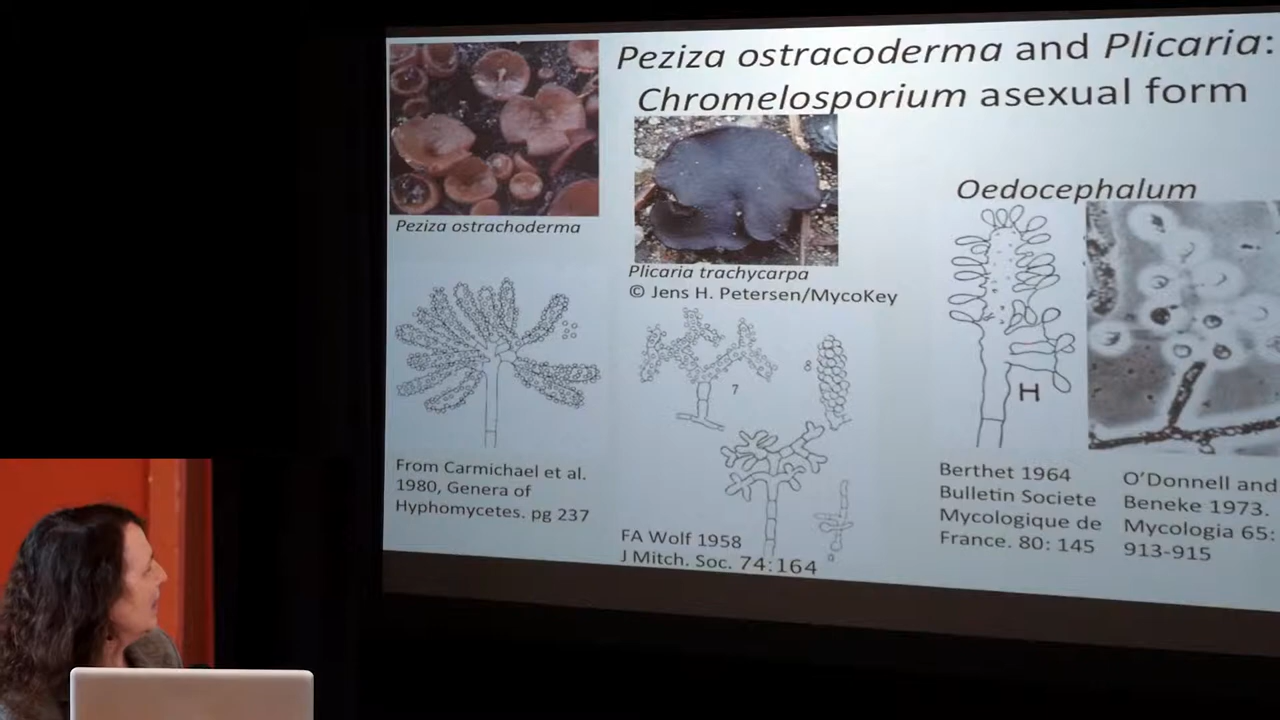 Peziza ostracoderma and Plicaria:
Chromelosporium asexual form
Peziza ostrachoderma
Plicaria trachycarpa
© Jens H. Petersen/MycoKey
Oedocephalum
7
8
H
From Carmichael et al.
1980, Genera of
Hyphomycetes. pg 237
FA Wolf 1958
J Mitch. Soc. 74:164
Berthet 1964
Bulletin Societe
Mycologique de
France. 80: 145
O'Donnell and
Beneke 1973.
Mycologia 65:
913-915